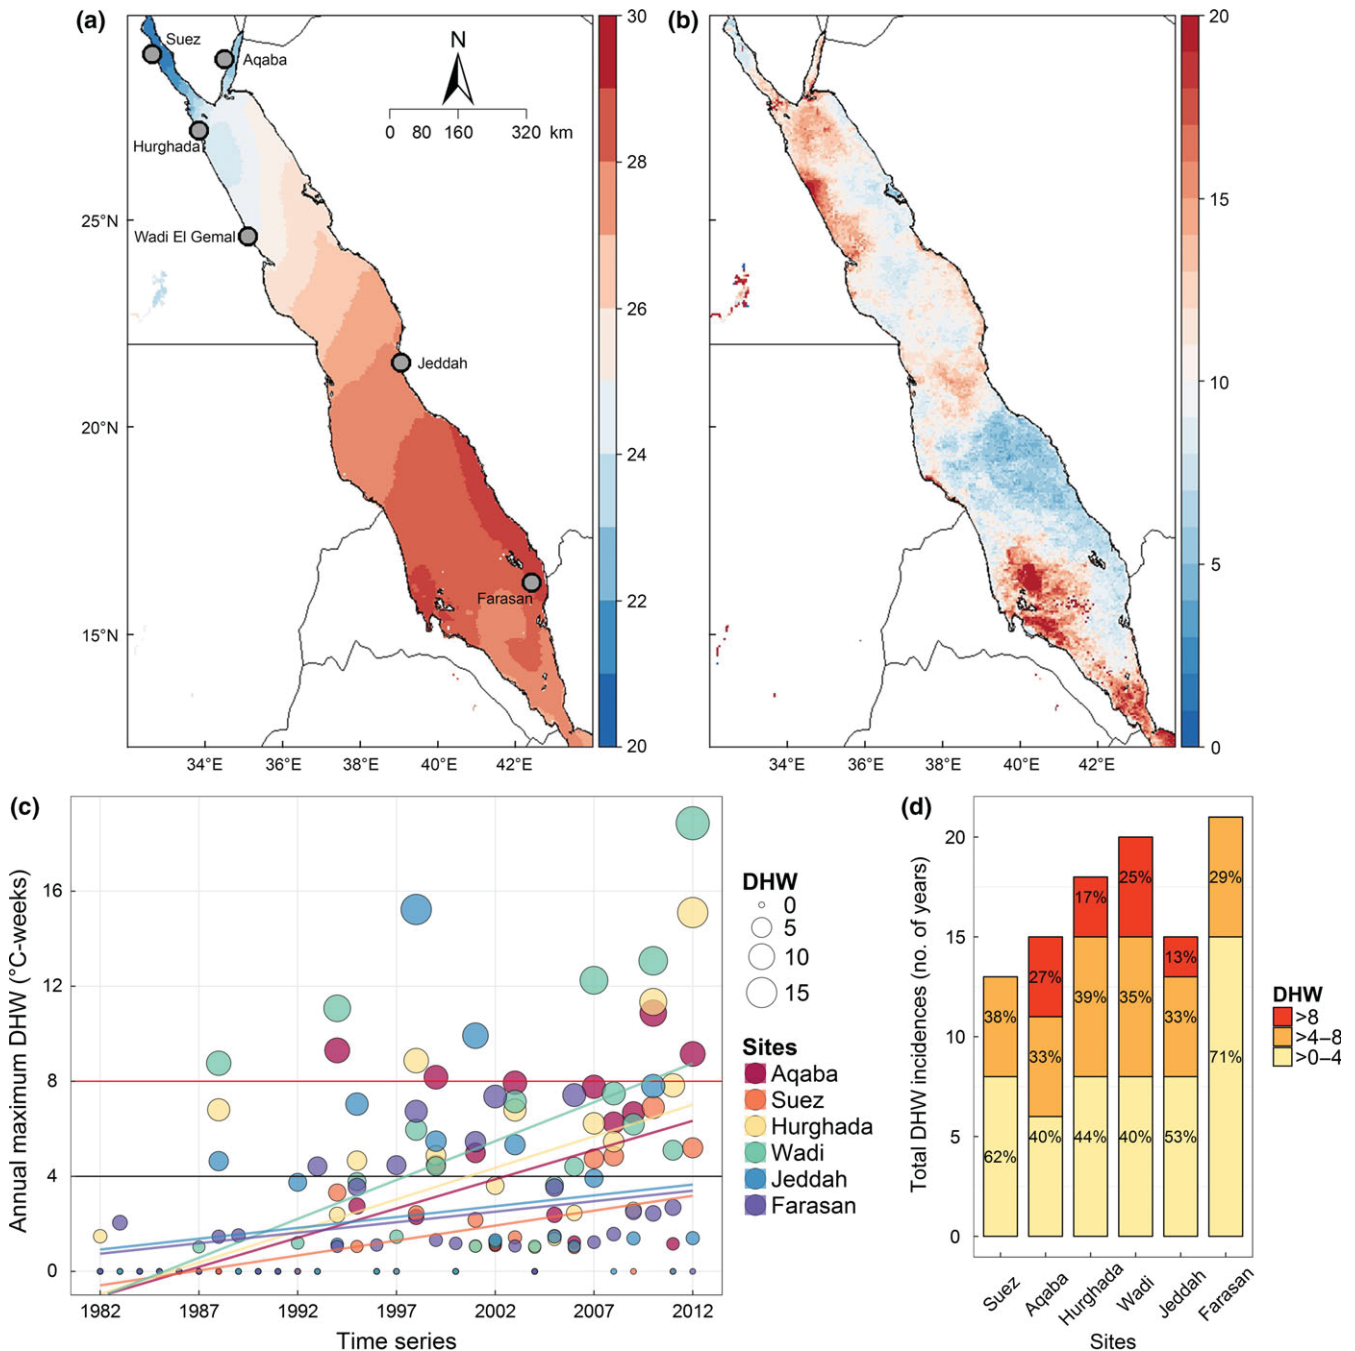 (a)
Suez
Aqaba
Hurghada
Wadi El Gemal
Jeddah
Farasan
N
0 80 160 320 km
25°N
20°N
15°N
34°E 36°E 38°E 40°E 42°E
30
28
26
24
22
20
(b)
34°E 36°E 38°E 40°E 42°E
20
15
10
5
0
(c)
Annual maximum DHW (°C-weeks)
16
12
8
4
0
1982 1987 1992 1997 2002 2007 2012
Time series
DHW
0
5
10
15
Sites
Aqaba
Suez
Hurghada
Wadi
Jeddah
Farasan
(d)
Total DHW incidences (no. of years)
20
15
10
5
0
38%
62%
27%
33%
40%
17%
39%
44%
25%
35%
40%
13%
33%
53%
29%
71%
Suez
Aqaba
Hurghada
Wadi
Jeddah
Farasan
Sites
DHW
>8
>4–8
>0–4